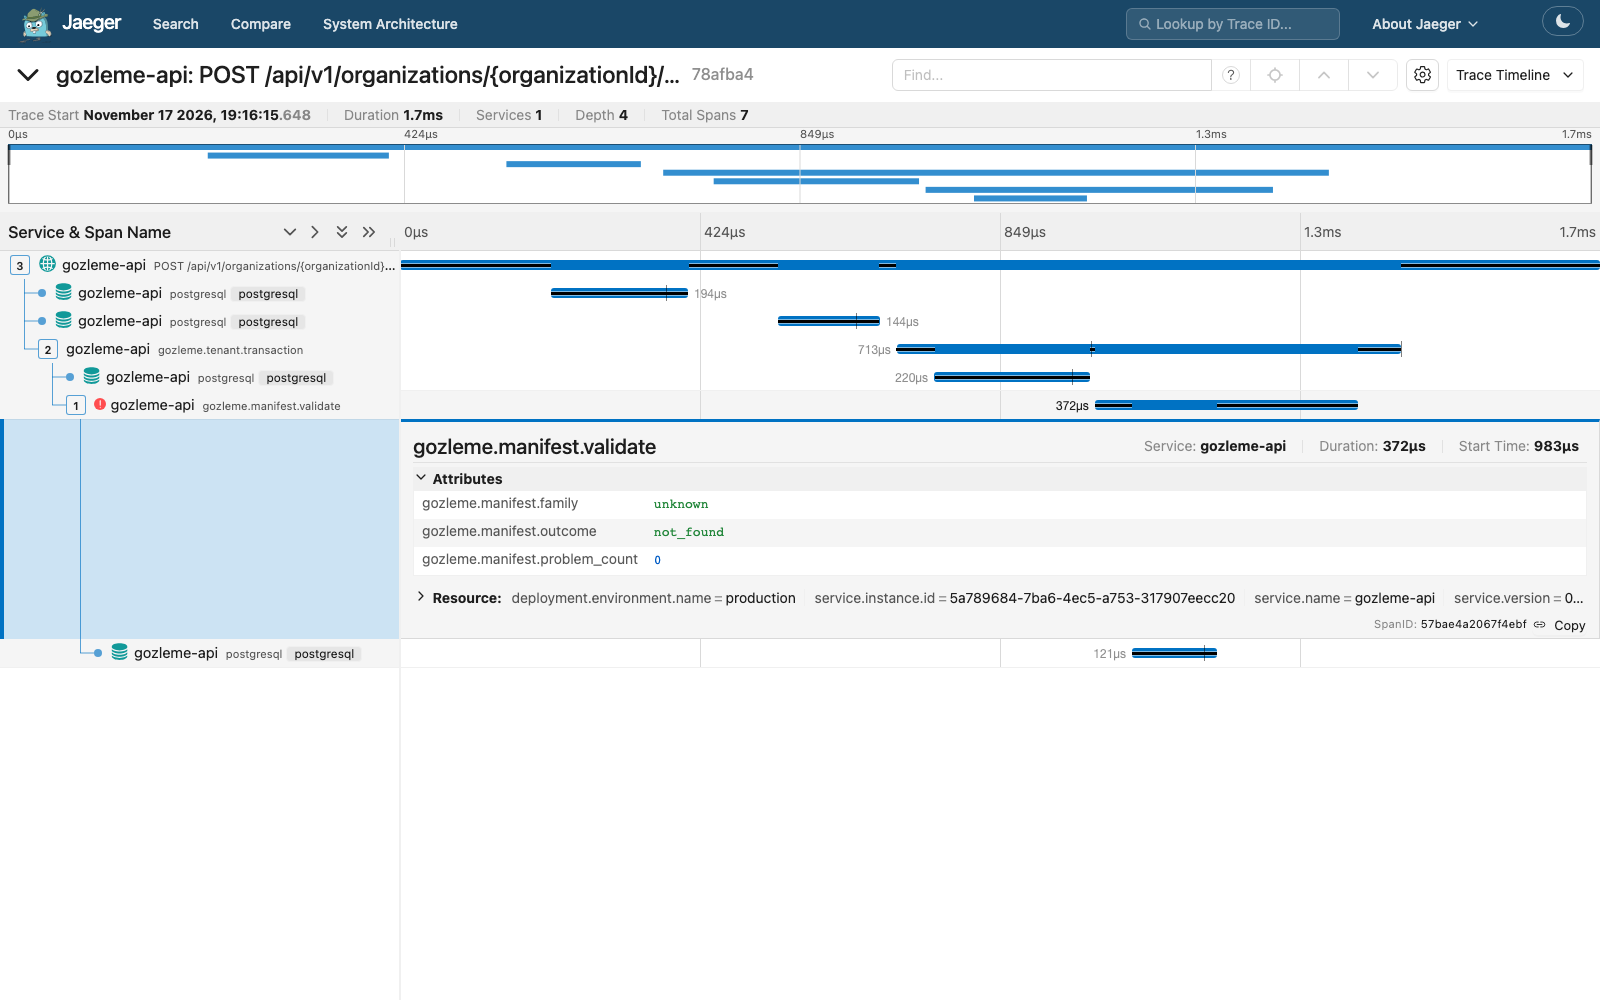 Jaeger Search Compare System Architecture Lookup by Trace ID... About Jaeger
gozleme-api: POST /api/v1/organizations/{organizationId}/... 78afba4 Find... ? Trace Timeline
Trace Start November 17 2026, 19:16:15.648 Duration 1.7ms Services 1 Depth 4 Total Spans 7
0μs 424μs 849μs 1.3ms 1.7ms
Service & Span Name 0μs 424μs 849μs 1.3ms 1.7ms
3 gozleme-api POST /api/v1/organizations/{organizationId}...
gozleme-api postgresql postgresql 194μs
gozleme-api postgresql postgresql 144μs
2 gozleme-api gozleme.tenant.transaction 713μs
gozleme-api postgresql postgresql 220μs
1 gozleme-api gozleme.manifest.validate 372μs
gozleme.manifest.validate Service: gozleme-api Duration: 372μs Start Time: 983μs
Attributes
gozleme.manifest.family unknown
gozleme.manifest.outcome not_found
gozleme.manifest.problem_count 0
Resource: deployment.environment.name = production service.instance.id = 5a789684-7ba6-4ec5-a753-317907eecc20 service.name = gozleme-api service.version = 0...
SpanID: 57bae4a2067f4ebf Copy
gozleme-api postgresql postgresql 121μs